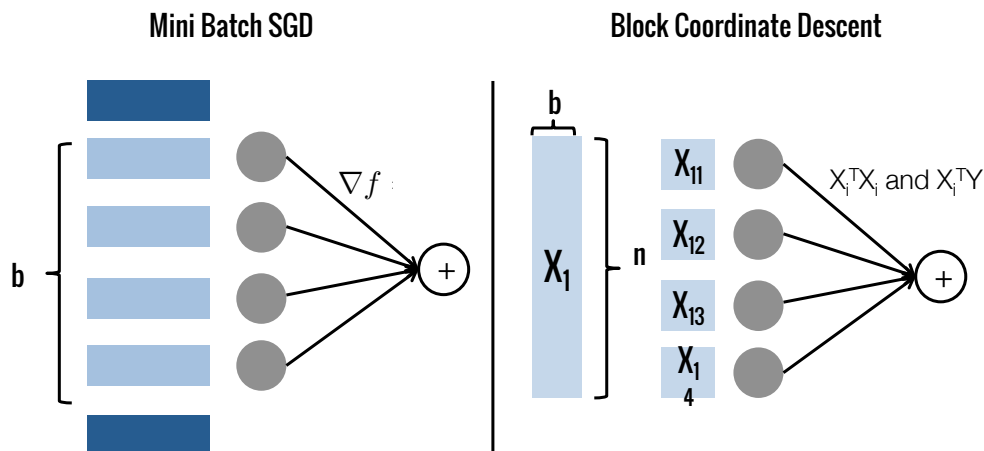 Mini Batch SGD
b
∇f :
+
Block Coordinate Descent
b
X₁
n
X₁₁
X₁₂
X₁₃
X₁
₄
XᵢᵀXᵢ and XᵢᵀY
+